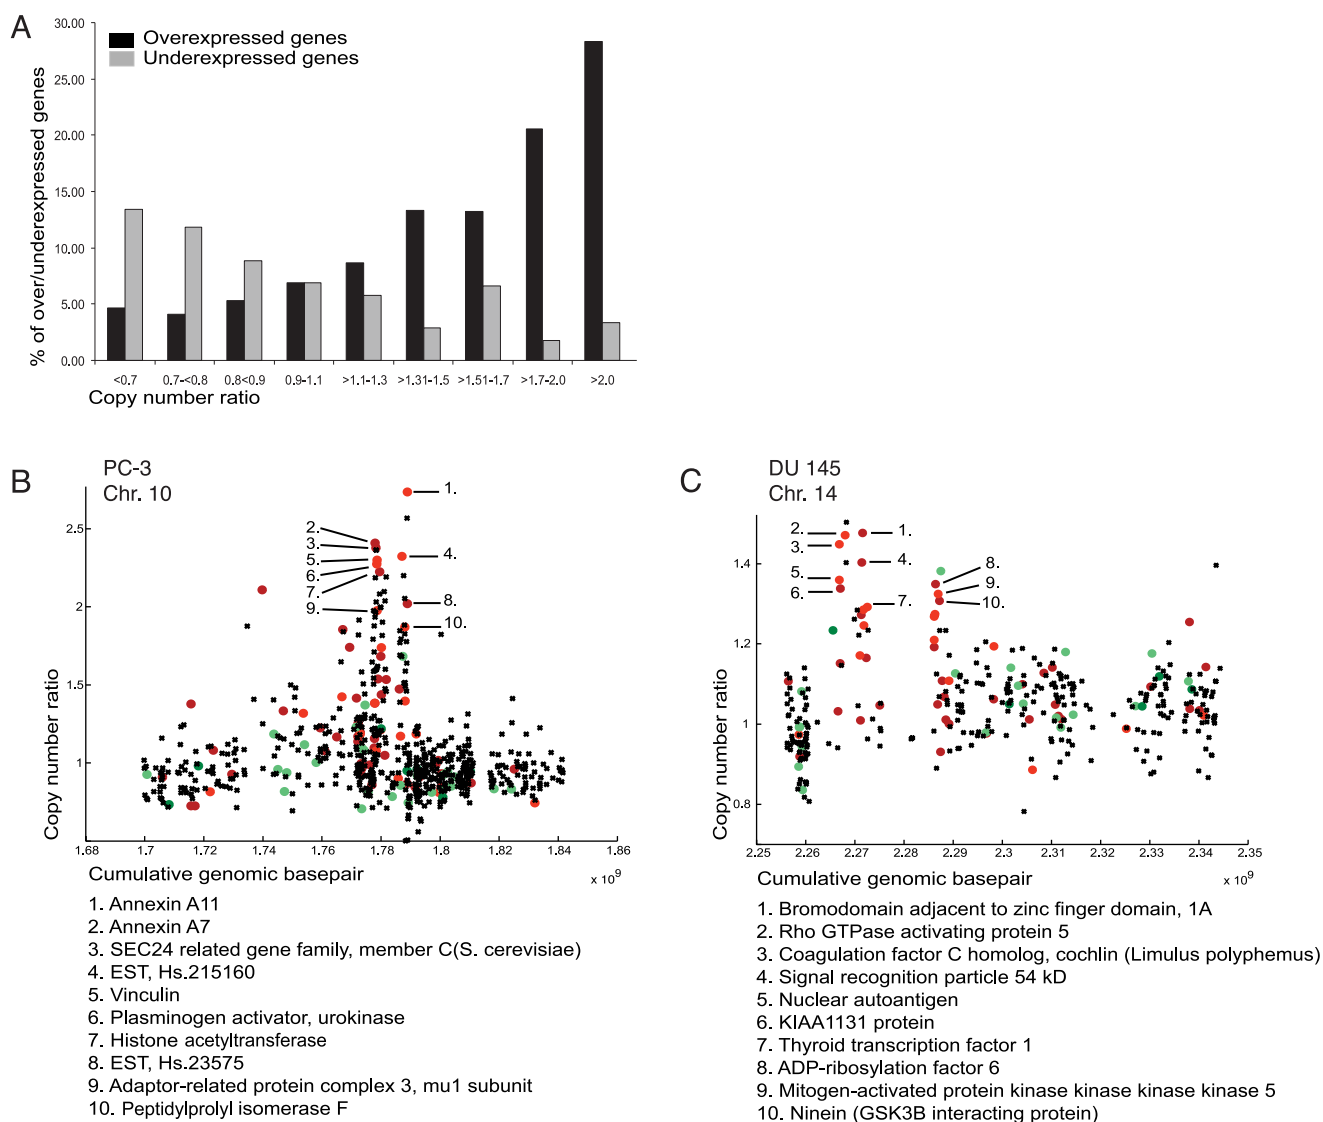 A
30.00
25.00
20.00
15.00
10.00
5.00
0.00
% of over/underexpressed genes
Overexpressed genes
Underexpressed genes
<0.7 0.7-<0.8 0.8<0.9 0.9-1.1 >1.1-1.3 >1.31-1.5 >1.51-1.7 >1.7-2.0 >2.0
Copy number ratio
B
PC-3
Chr. 10
2.5
2
1.5
1
Copy number ratio
1.
2.
3.
5.
4.
6.
7.
8.
9.
10.
1.68 1.7 1.72 1.74 1.76 1.78 1.8 1.82 1.84 1.86
Cumulative genomic basepair
x 10⁹
1. Annexin A11
2. Annexin A7
3. SEC24 related gene family, member C(S. cerevisiae)
4. EST, Hs.215160
5. Vinculin
6. Plasminogen activator, urokinase
7. Histone acetyltransferase
8. EST, Hs.23575
9. Adaptor-related protein complex 3, mu1 subunit
10. Peptidylprolyl isomerase F
C
DU 145
Chr. 14
1.4
1.2
1
0.8
Copy number ratio
2.
1.
3.
4.
5.
6.
7.
8.
9.
10.
2.25 2.26 2.27 2.28 2.29 2.3 2.31 2.32 2.33 2.34 2.35
Cumulative genomic basepair
x 10⁹
1. Bromodomain adjacent to zinc finger domain, 1A
2. Rho GTPase activating protein 5
3. Coagulation factor C homolog, cochlin (Limulus polyphemus)
4. Signal recognition particle 54 kD
5. Nuclear autoantigen
6. KIAA1131 protein
7. Thyroid transcription factor 1
8. ADP-ribosylation factor 6
9. Mitogen-activated protein kinase kinase kinase kinase 5
10. Ninein (GSK3B interacting protein)